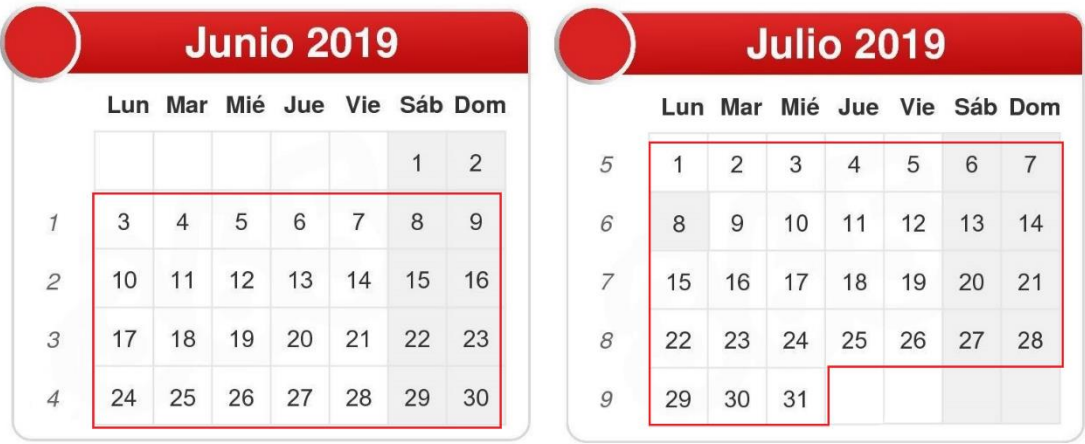 Junio 2019
Lun Mar Mié Jue Vie Sáb Dom
1 2
1 3 4 5 6 7 8 9
2 10 11 12 13 14 15 16
3 17 18 19 20 21 22 23
4 24 25 26 27 28 29 30
Julio 2019
Lun Mar Mié Jue Vie Sáb Dom
5 1 2 3 4 5 6 7
6 8 9 10 11 12 13 14
7 15 16 17 18 19 20 21
8 22 23 24 25 26 27 28
9 29 30 31